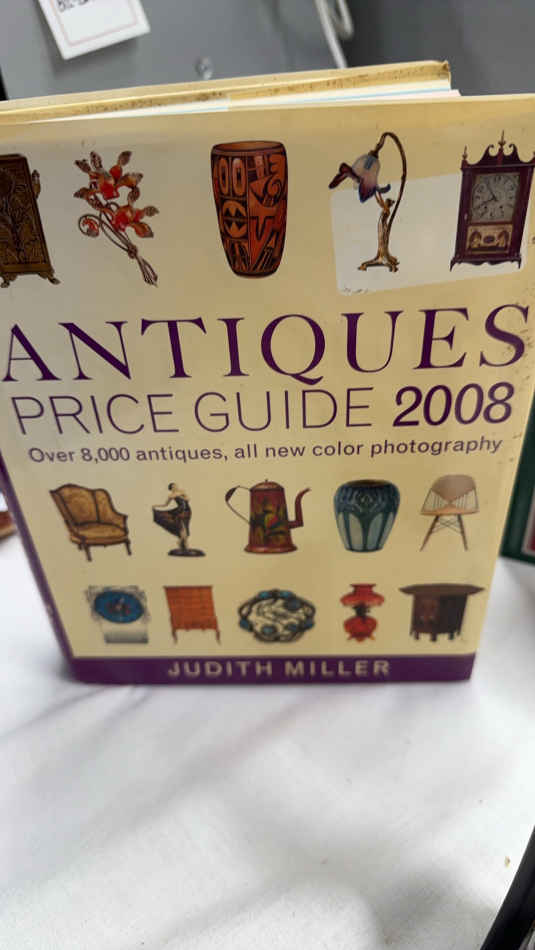 ANTIQUES
PRICE GUIDE 2008
Over 8,000 antiques, all new color photography
JUDITH MILLER